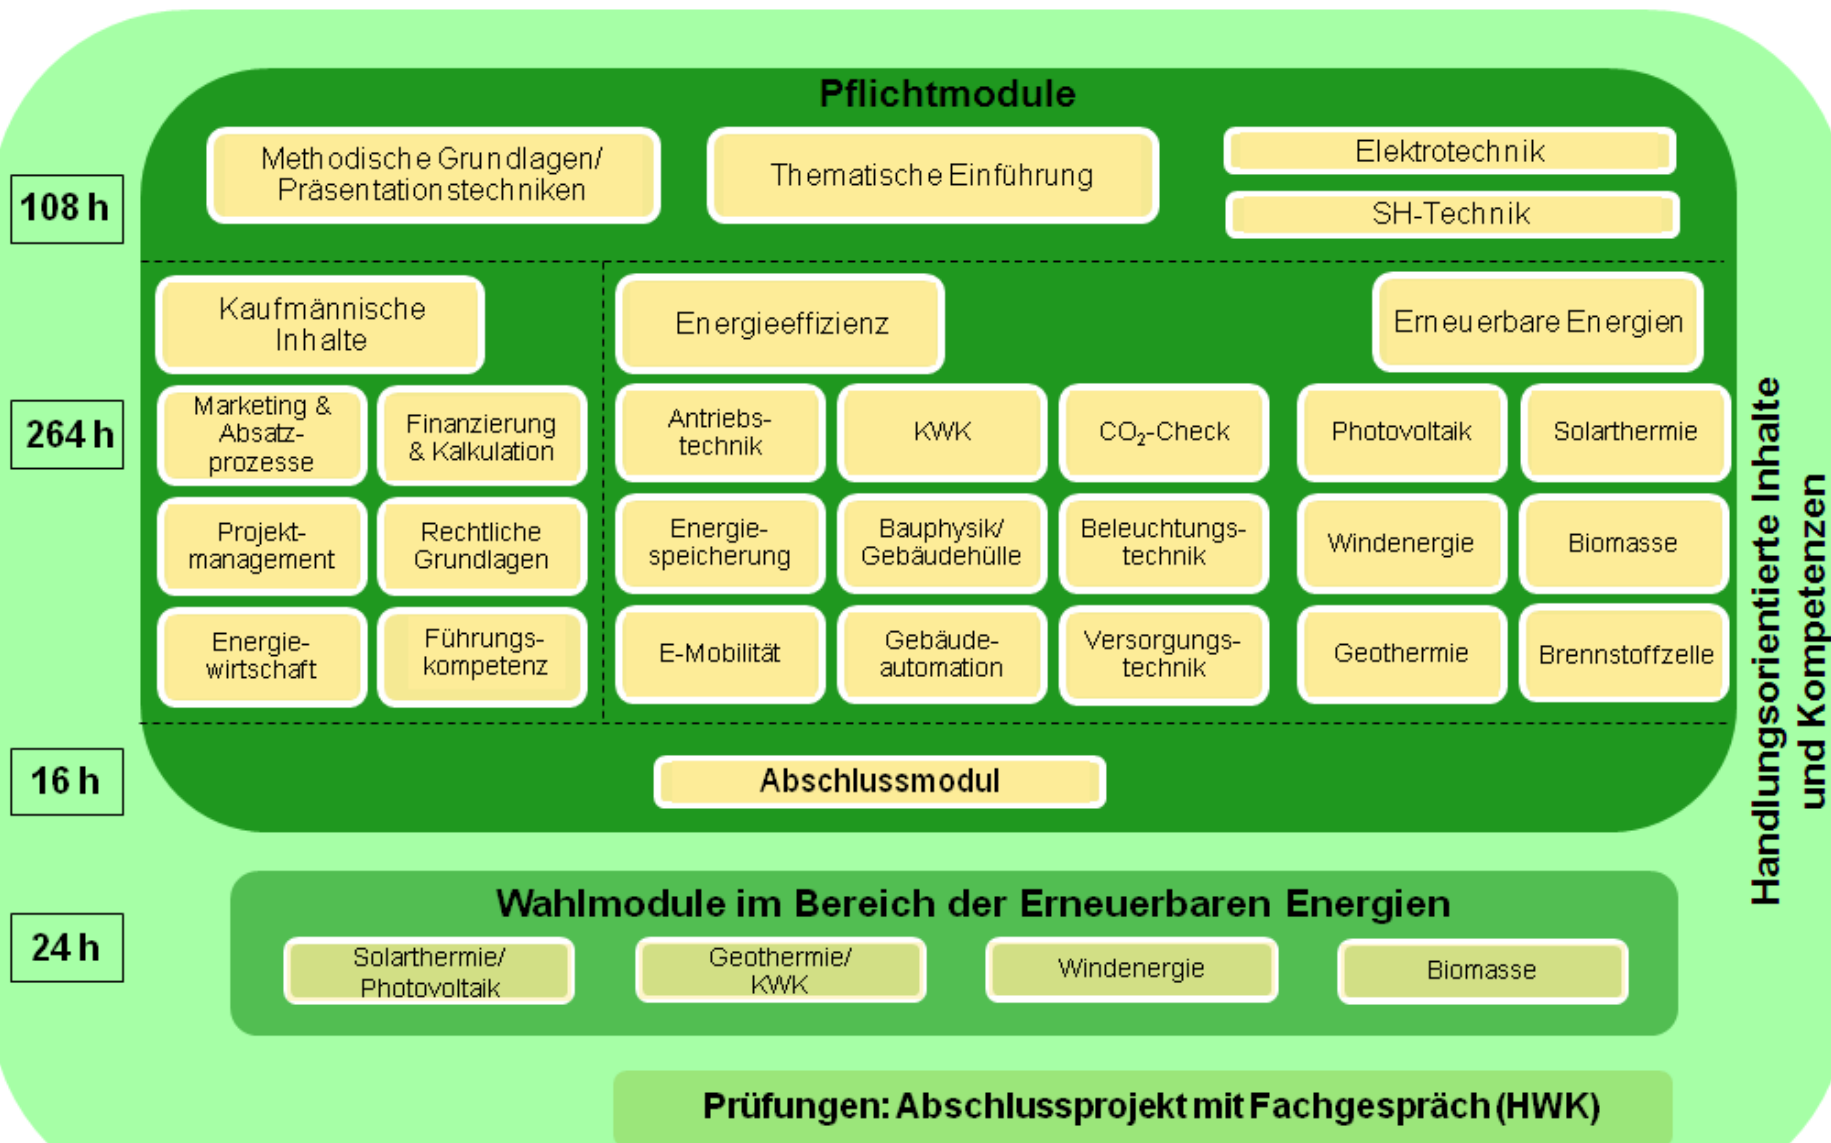 Pflichtmodule
108 h
Methodische Grundlagen/
Präsentationstechniken
Thematische Einführung
Elektrotechnik
SH-Technik
Kaufmännische
Inhalte
Energieeffizienz
Erneuerbare Energien
264 h
Marketing &
Absatz-
prozesse
Finanzierung
& Kalkulation
Antriebs-
technik
KWK
CO₂-Check
Photovoltaik
Solarthermie
Projekt-
management
Rechtliche
Grundlagen
Energie-
speicherung
Bauphysik/
Gebäudehülle
Beleuchtungs-
technik
Windenergie
Biomasse
Energie-
wirtschaft
Führungs-
kompetenz
E-Mobilität
Gebäude-
automation
Versorgungs-
technik
Geothermie
Brennstoffzelle
Handlungsorientierte Inhalte
und Kompetenzen
16 h
Abschlussmodul
24 h
Wahlmodule im Bereich der Erneuerbaren Energien
Solarthermie/
Photovoltaik
Geothermie/
KWK
Windenergie
Biomasse
Prüfungen: Abschlussprojekt mit Fachgespräch (HWK)